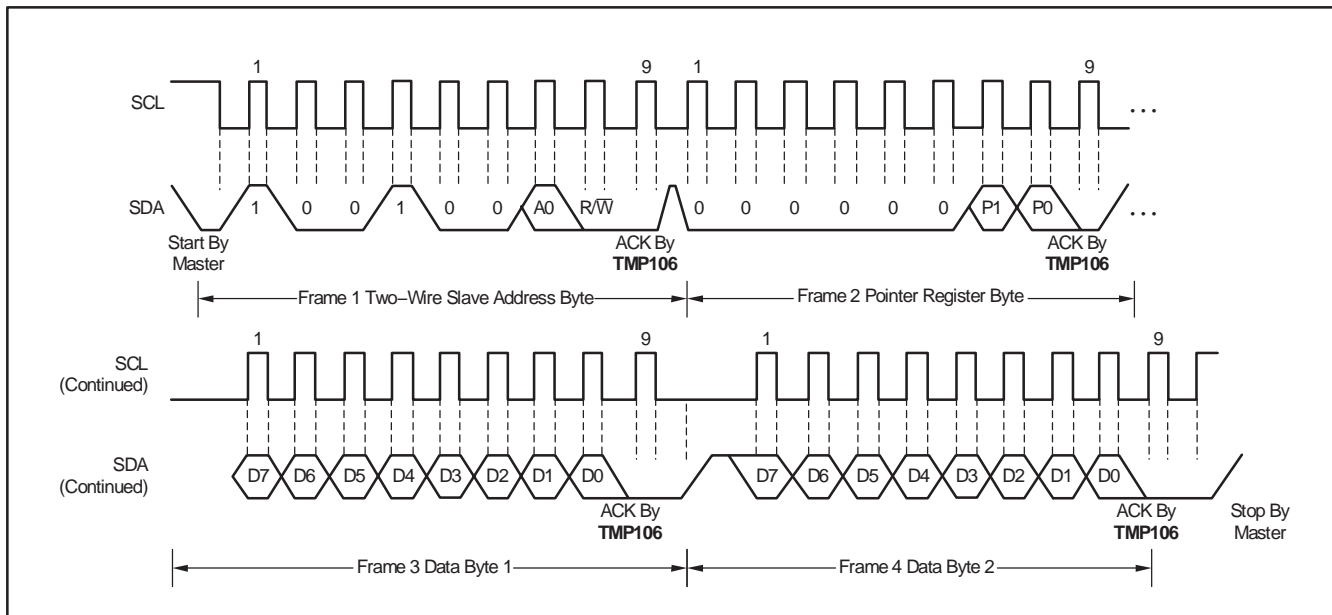 1 9 1 9
SCL ...
SDA 1 0 0 1 0 0 A0 R/W̅ 0 0 0 0 0 0 P1 P0 ...
Start By Master ACK By TMP106 ACK By TMP106
Frame 1 Two−Wire Slave Address Byte Frame 2 Pointer Register Byte
1 9 1 9
SCL (Continued)
SDA (Continued) D7 D6 D5 D4 D3 D2 D1 D0 D7 D6 D5 D4 D3 D2 D1 D0
ACK By TMP106 ACK By TMP106 Stop By Master
Frame 3 Data Byte 1 Frame 4 Data Byte 2